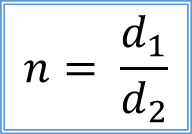 n = d₁/d₂